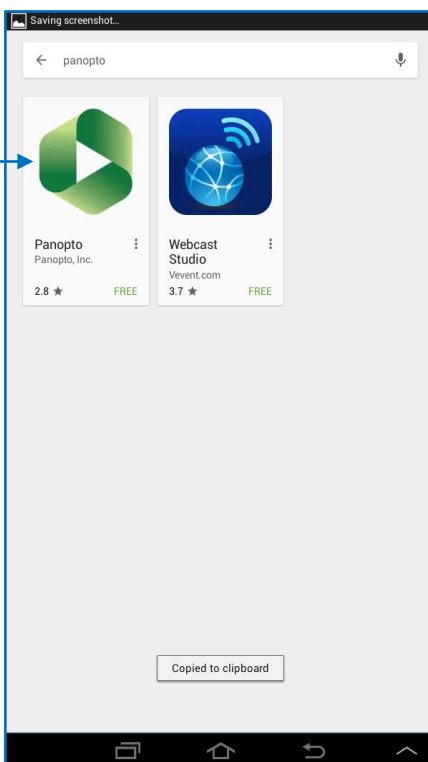 Saving screenshot...
panopto
Panopto
Panopto, Inc.
2.8 ★ FREE
Webcast
Studio
Vevent.com
3.7 ★ FREE
Copied to clipboard